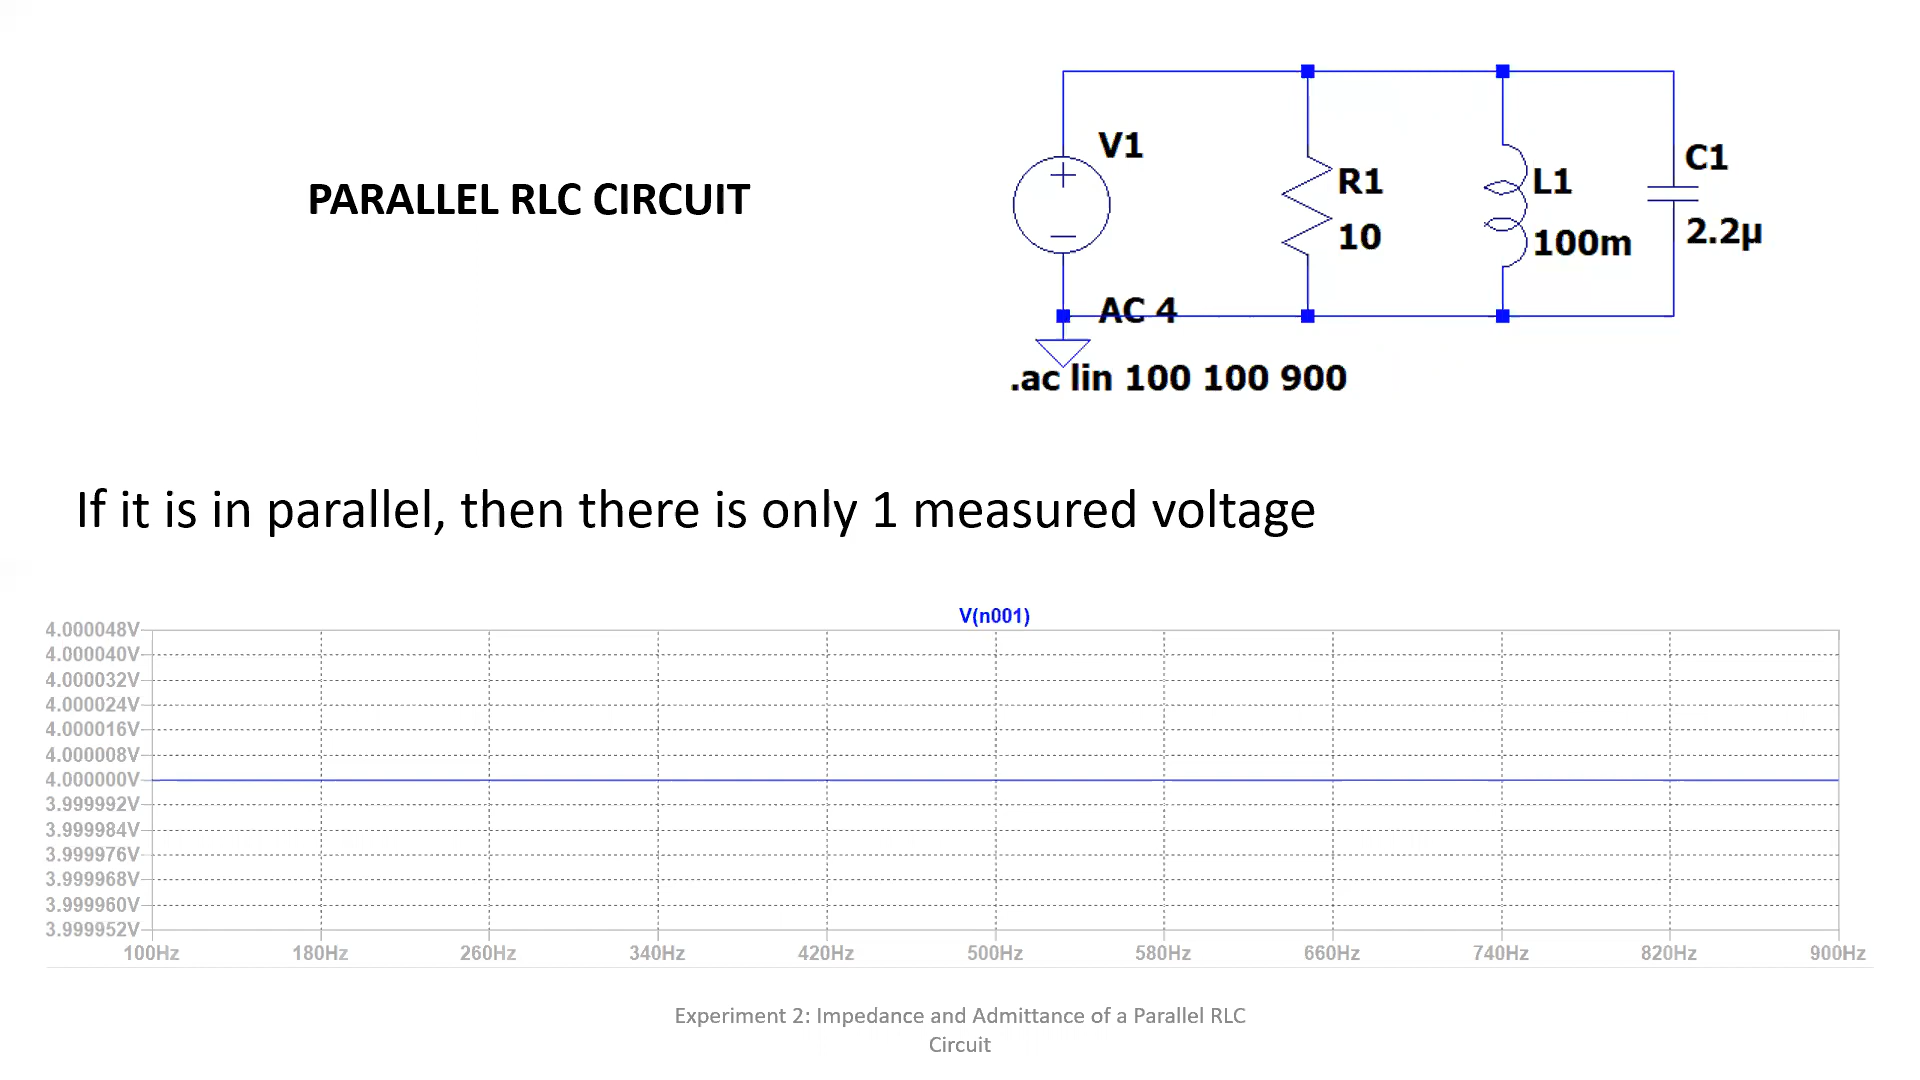 PARALLEL RLC CIRCUIT
V1
R1
10
L1
100m
C1
2.2µ
AC 4
.ac lin 100 100 900
If it is in parallel, then there is only 1 measured voltage
V(n001)
4.000048V
4.000040V
4.000032V
4.000024V
4.000016V
4.000008V
4.000000V
3.999992V
3.999984V
3.999976V
3.999968V
3.999960V
3.999952V
100Hz 180Hz 260Hz 340Hz 420Hz 500Hz 580Hz 660Hz 740Hz 820Hz 900Hz
Experiment 2: Impedance and Admittance of a Parallel RLC
Circuit